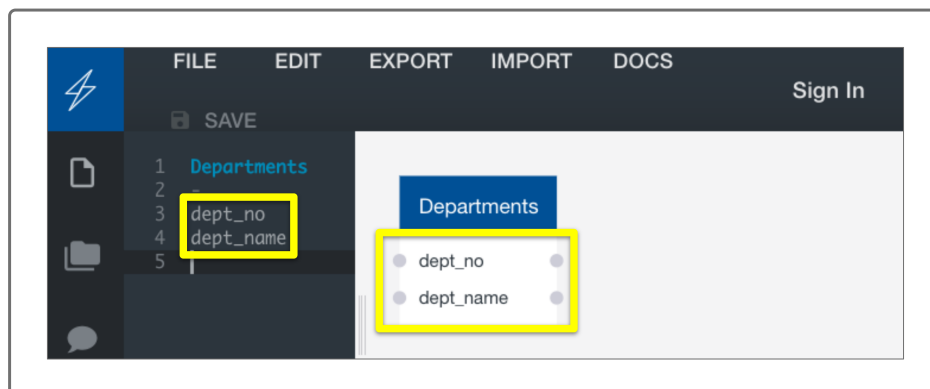 FILE EDIT EXPORT IMPORT DOCS
Sign In
SAVE
1 Departments
2 -
3 dept_no
4 dept_name
5
Departments
dept_no
dept_name